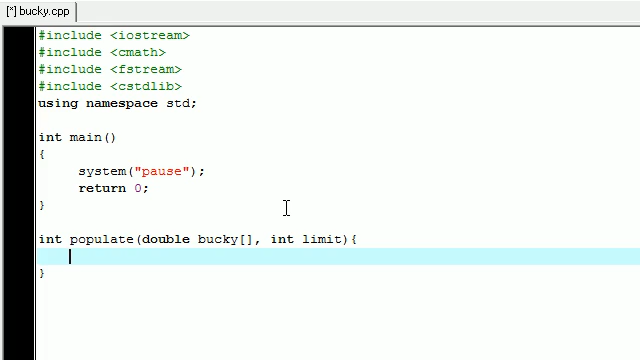 [*] bucky.cpp
#include <iostream>
#include <cmath>
#include <fstream>
#include <cstdlib>
using namespace std;
int main()
{
system("pause");
return 0;
}
int populate(double bucky[], int limit){
}